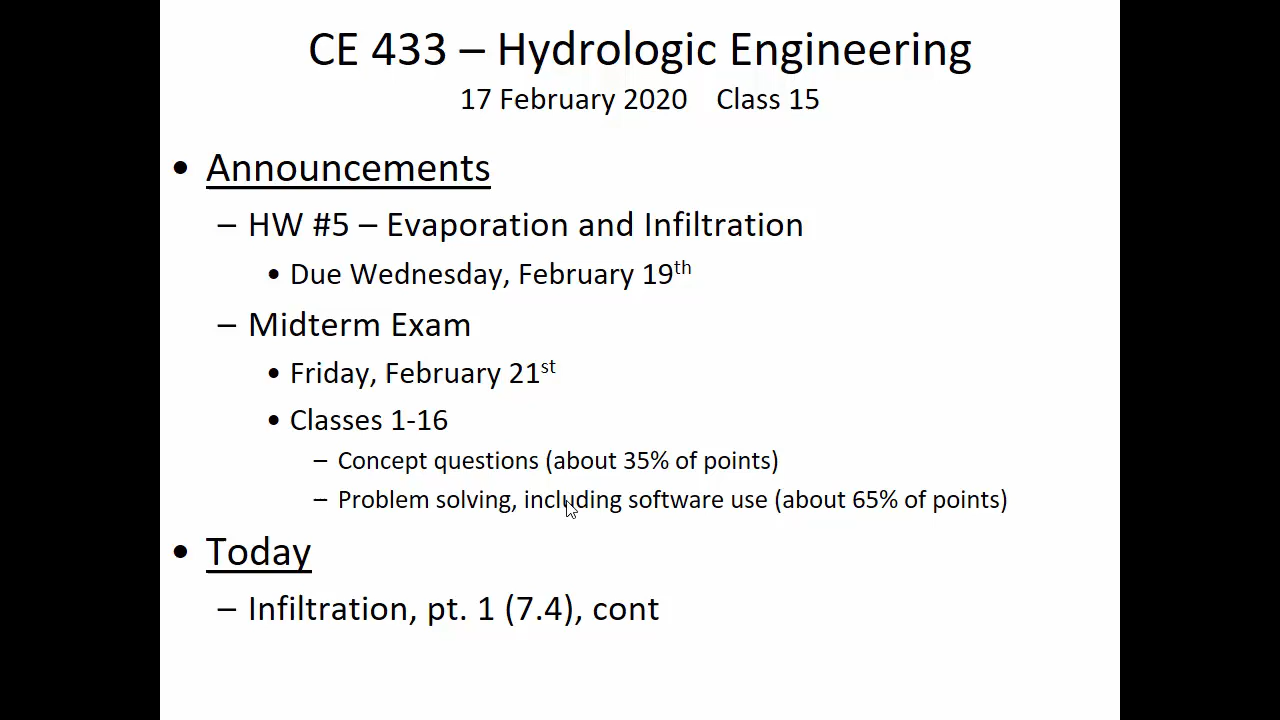 CE 433 – Hydrologic Engineering
17 February 2020 Class 15
• Announcements
– HW #5 – Evaporation and Infiltration
• Due Wednesday, February 19th
– Midterm Exam
• Friday, February 21st
• Classes 1-16
– Concept questions (about 35% of points)
– Problem solving, including software use (about 65% of points)
• Today
– Infiltration, pt. 1 (7.4), cont